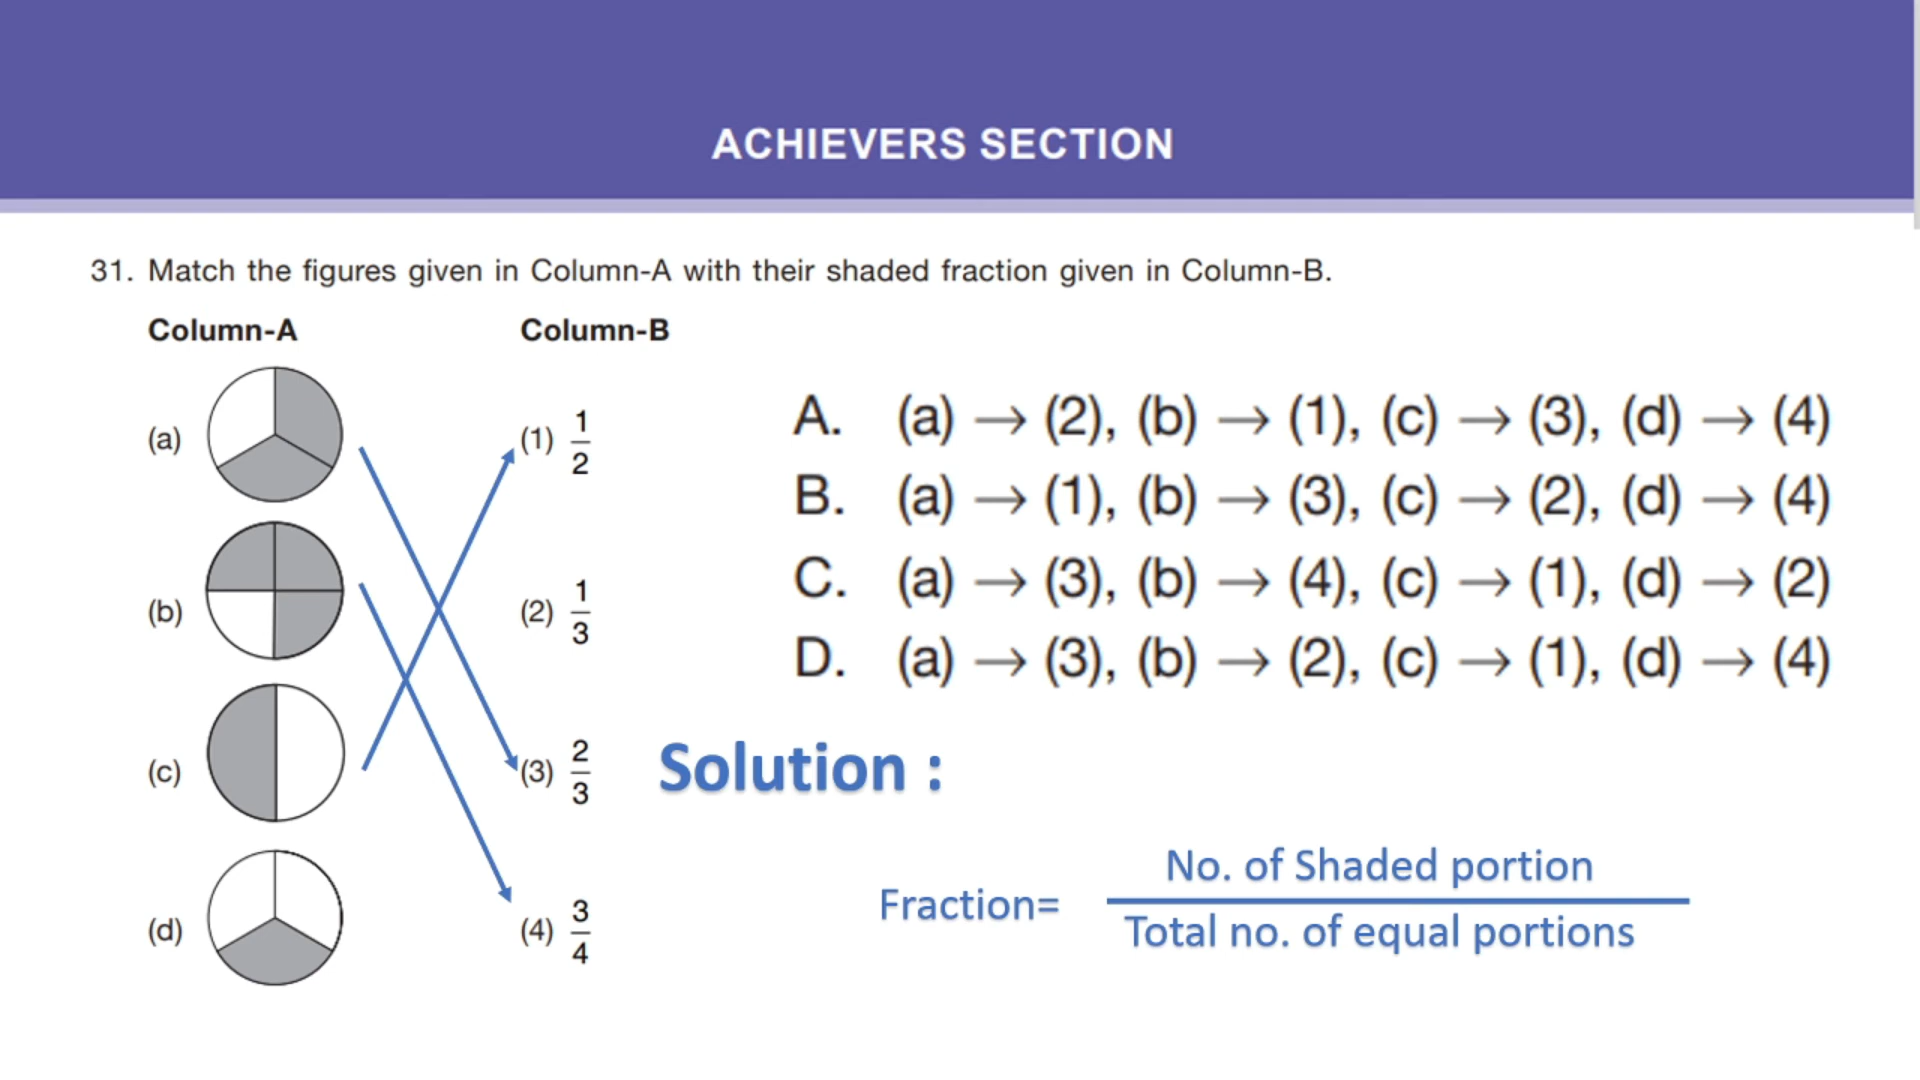 ACHIEVERS SECTION
31. Match the figures given in Column-A with their shaded fraction given in Column-B.
Column-A Column-B
(a) (1) 1/2
(b) (2) 1/3
(c) (3) 2/3
(d) (4) 3/4
A. (a) → (2), (b) → (1), (c) → (3), (d) → (4)
B. (a) → (1), (b) → (3), (c) → (2), (d) → (4)
C. (a) → (3), (b) → (4), (c) → (1), (d) → (2)
D. (a) → (3), (b) → (2), (c) → (1), (d) → (4)
Solution :
No. of Shaded portion
Fraction=
Total no. of equal portions